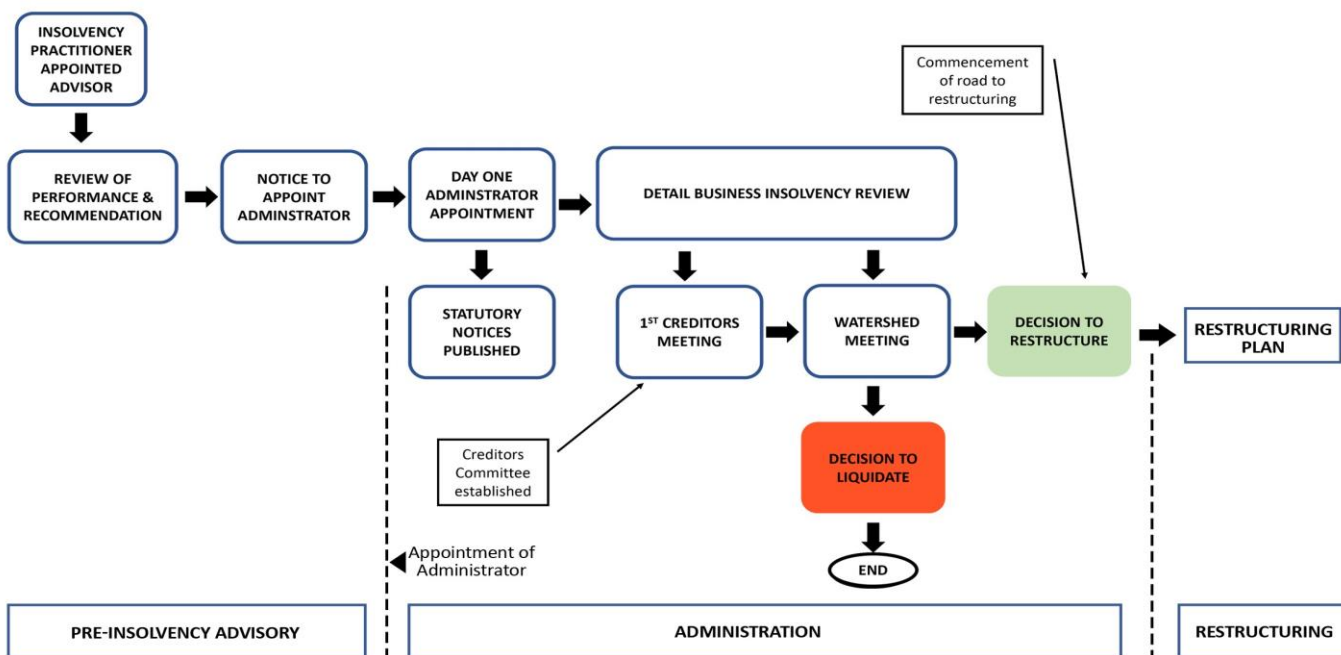 INSOLVENCY
PRACTITIONER
APPOINTED
ADVISOR
Commencement
of road to
restructuring
REVIEW OF
PERFORMANCE &
RECOMMENDATION
NOTICE TO
APPOINT
ADMINSTRATOR
DAY ONE
ADMINSTRATOR
APPOINTMENT
DETAIL BUSINESS INSOLVENCY REVIEW
STATUTORY
NOTICES
PUBLISHED
1ST CREDITORS
MEETING
WATERSHED
MEETING
DECISION TO
RESTRUCTURE
RESTRUCTURING
PLAN
Creditors
Committee
established
DECISION TO
LIQUIDATE
Appointment of
Administrator
END
PRE-INSOLVENCY ADVISORY
ADMINISTRATION
RESTRUCTURING